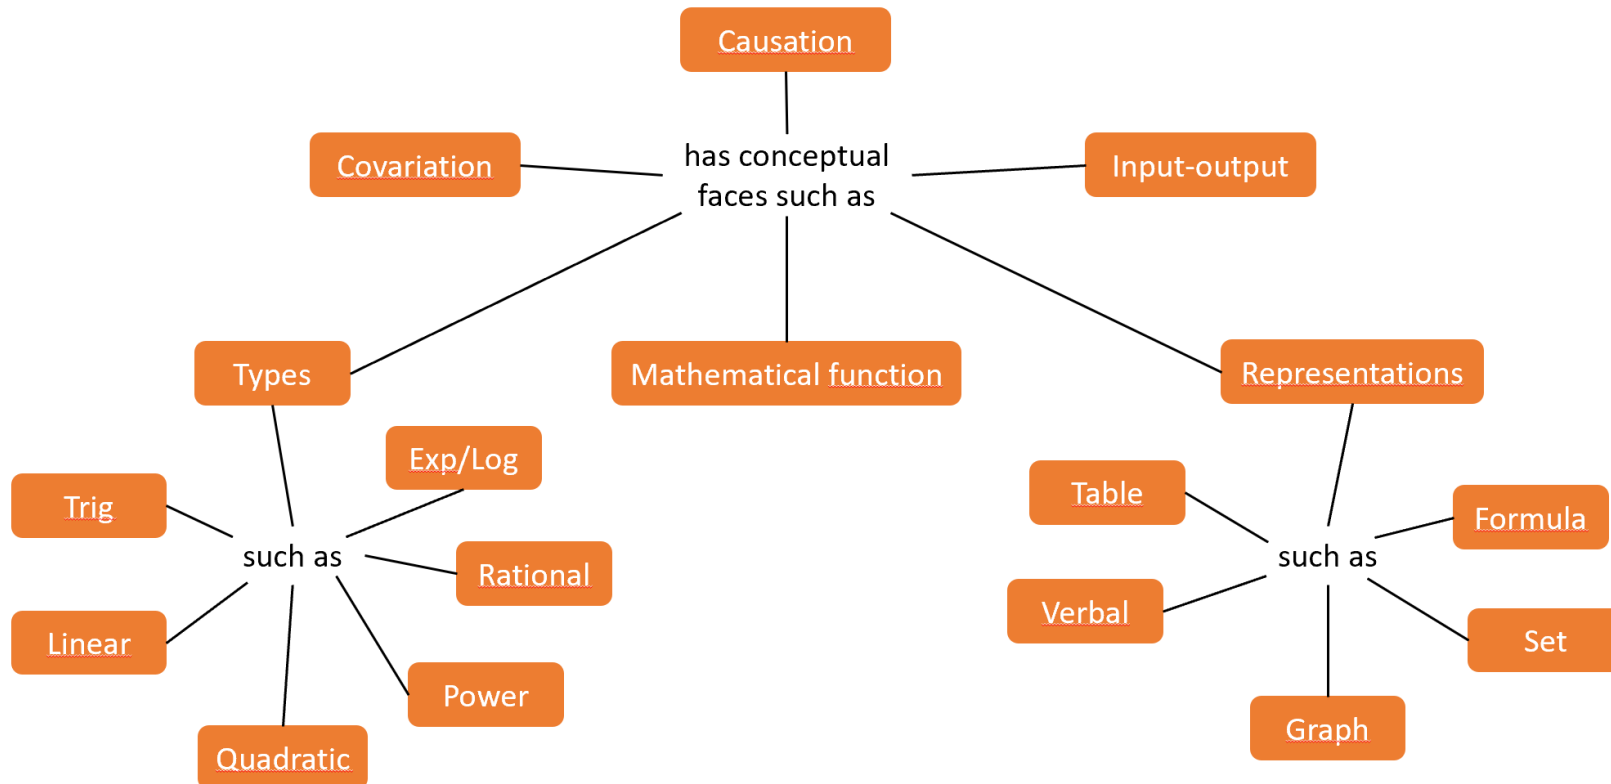 Causation
has conceptual
faces such as
Covariation
Input-output
Types
Mathematical function
Representations
Exp/Log
Trig
such as
Rational
Linear
Power
Quadratic
Table
Formula
such as
Verbal
Set
Graph